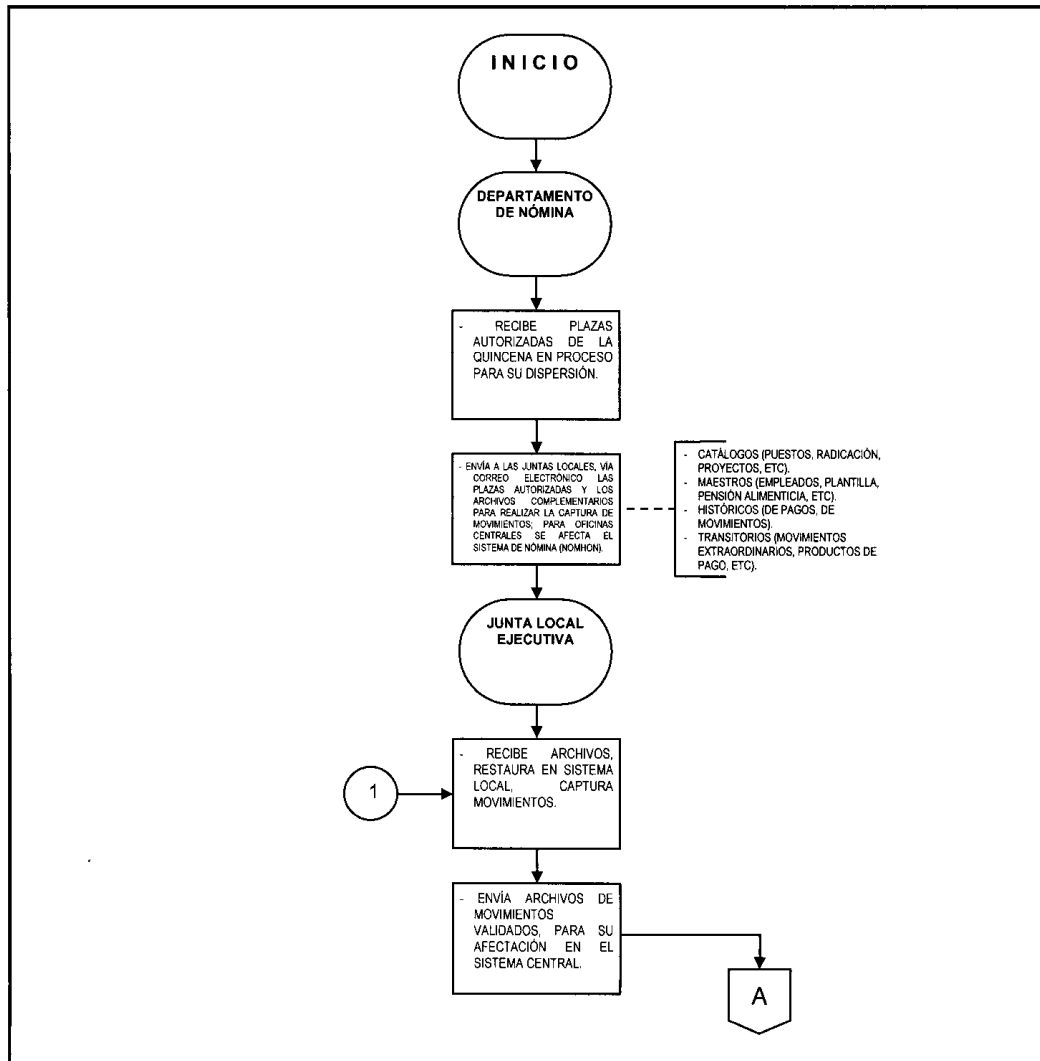 INICIO
DEPARTAMENTO
DE NÓMINA
- RECIBE PLAZAS
AUTORIZADAS DE LA
QUINCENA EN PROCESO
PARA SU DISPERSIÓN.
- ENVÍA A LAS JUNTAS LOCALES, VÍA
CORREO ELECTRÓNICO LAS
PLAZAS AUTORIZADAS Y LOS
ARCHIVOS COMPLEMENTARIOS
PARA REALIZAR LA CAPTURA DE
MOVIMIENTOS; PARA OFICINAS
CENTRALES SE AFECTA EL
SISTEMA DE NÓMINA (NOMHON).
- CATÁLOGOS (PUESTOS, RADICACIÓN,
PROYECTOS, ETC).
- MAESTROS (EMPLEADOS, PLANTILLA,
PENSIÓN ALIMENTICIA, ETC).
- HISTÓRICOS (DE PAGOS, DE
MOVIMIENTOS).
- TRANSITORIOS (MOVIMIENTOS
EXTRAORDINARIOS, PRODUCTOS DE
PAGO, ETC).
JUNTA LOCAL
EJECUTIVA
1
- RECIBE ARCHIVOS,
RESTAURA EN SISTEMA
LOCAL, CAPTURA
MOVIMIENTOS.
- ENVÍA ARCHIVOS DE
MOVIMIENTOS
VALIDADOS, PARA SU
AFECTACIÓN EN EL
SISTEMA CENTRAL.
A